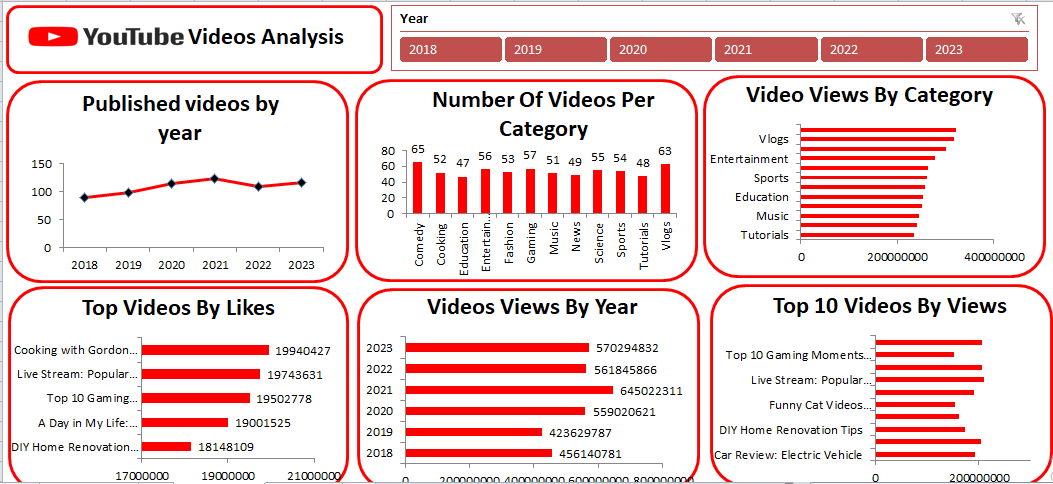 YouTube Videos Analysis
Year
2018 2019 2020 2021 2022 2023
Published videos by
year
150
100
50
0
2018 2019 2020 2021 2022 2023
Number Of Videos Per
Category
80
60
40
20
0
65 52 47 56 53 57 51 49 55 54 48 63
Comedy
Cooking
Education
Entertain...
Fashion
Gaming
Music
News
Science
Sports
Tutorials
Vlogs
Video Views By Category
Vlogs
Entertainment
Sports
Education
Music
Tutorials
0 200000000 400000000
Top Videos By Likes
Cooking with Gordon... 19940427
Live Stream: Popular... 19743631
Top 10 Gaming... 19502778
A Day in My Life:... 19001525
DIY Home Renovation... 18148109
17000000 19000000 21000000
Videos Views By Year
2023 570294832
2022 561845866
2021 645022311
2020 559020621
2019 423629787
2018 456140781
0 200000000 400000000 600000000 800000000
Top 10 Videos By Views
Top 10 Gaming Moments...
Live Stream: Popular...
Funny Cat Videos...
DIY Home Renovation Tips
Car Review: Electric Vehicle
0 200000000